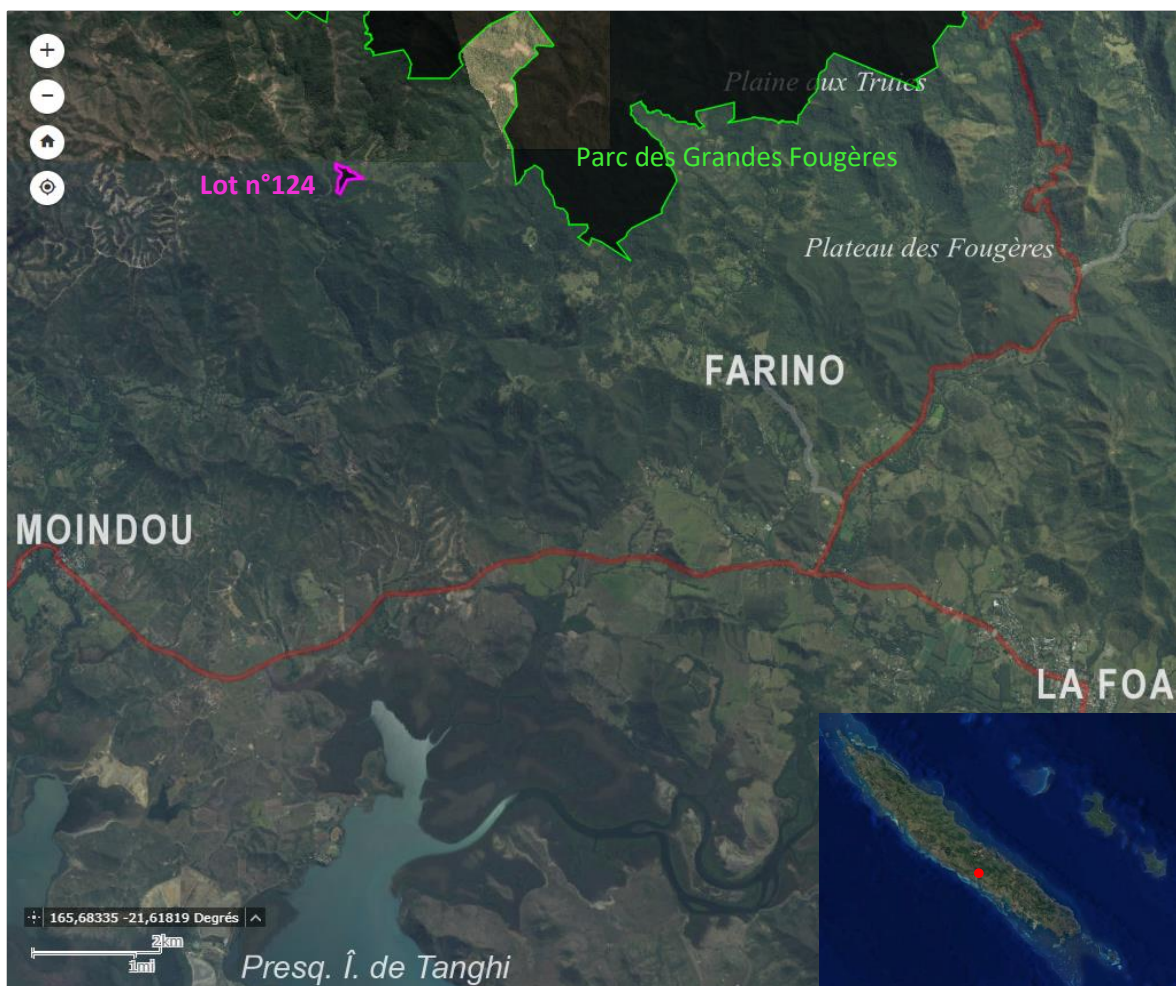 +
−
Plaine aux Truies
Parc des Grandes Fougères
Lot n°124
Plateau des Fougères
FARINO
MOINDOU
LA FOA
165,68335 -21,61819 Degrés
2km
1mi
Presq. Î. de Tanghi